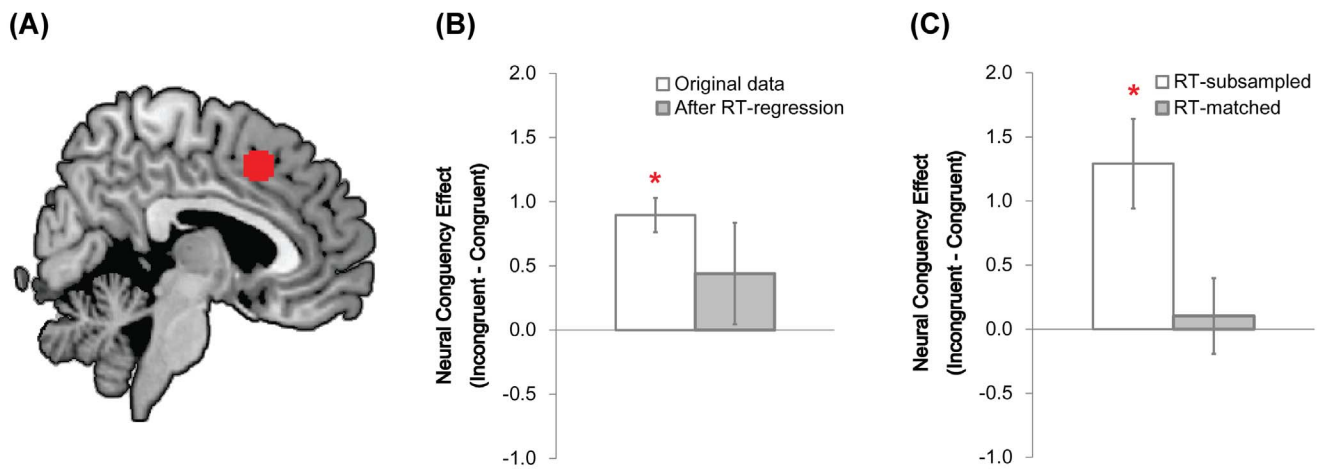 (A)
(B)
Neural Conguency Effect
(Incongruent - Congruent)
2.0
1.5
1.0
0.5
0.0
-0.5
-1.0
Original data
After RT-regression
*
(C)
Neural Conguency Effect
(Incongruent - Congruent)
2.0
1.5
1.0
0.5
0.0
-0.5
-1.0
RT-subsampled
RT-matched
*